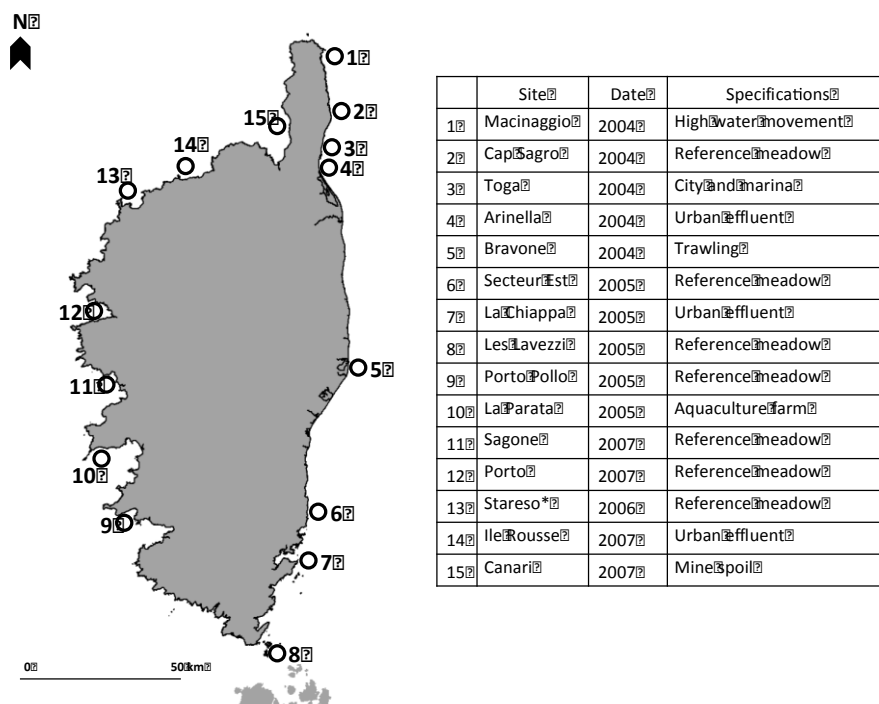 N
1
2
15
3
14
4
13
12
5
11
10
6
9
7
8
0 50 km
Site Date Specifications
1 Macinaggio 2004 High water movement
2 Cap Sagro 2004 Reference meadow
3 Toga 2004 City and marina
4 Arinella 2004 Urban effluent
5 Bravone 2004 Trawling
6 Secteur Est 2005 Reference meadow
7 La Chiappa 2005 Urban effluent
8 Les Lavezzi 2005 Reference meadow
9 Porto Pollo 2005 Reference meadow
10 La Parata 2005 Aquaculture farm
11 Sagone 2007 Reference meadow
12 Porto 2007 Reference meadow
13 Stareso* 2006 Reference meadow
14 Ile Rousse 2007 Urban effluent
15 Canari 2007 Mine spoil